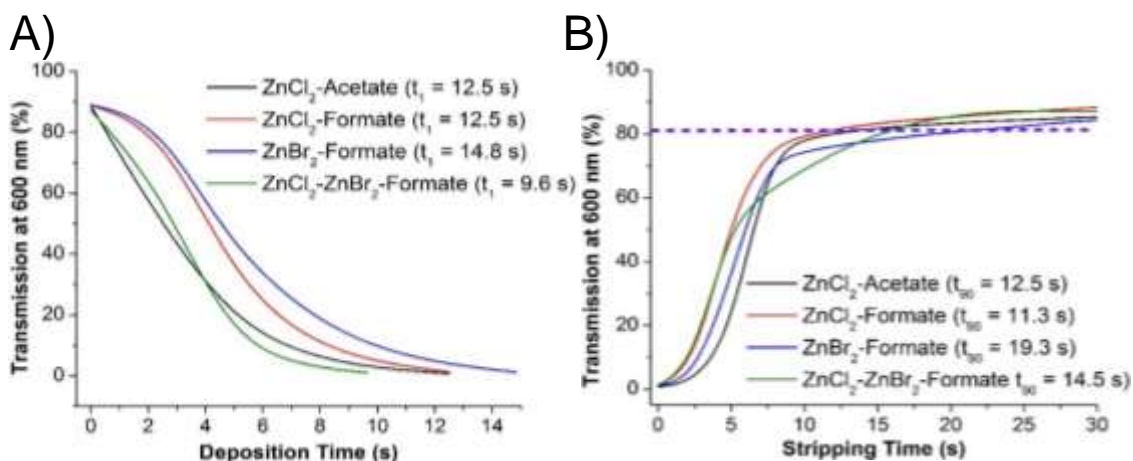 A)
B)
100
80
60
40
20
0
Transmission at 600 nm (%)
ZnCl₂-Acetate (t₁ = 12.5 s)
ZnCl₂-Formate (t₁ = 12.5 s)
ZnBr₂-Formate (t₁ = 14.8 s)
ZnCl₂-ZnBr₂-Formate (t₁ = 9.6 s)
0 2 4 6 8 10 12 14
Deposition Time (s)
100
80
60
40
20
0
Transmission at 600 nm (%)
ZnCl₂-Acetate (t₉₀ = 12.5 s)
ZnCl₂-Formate (t₉₀ = 11.3 s)
ZnBr₂-Formate (t₉₀ = 19.3 s)
ZnCl₂-ZnBr₂-Formate t₉₀ = 14.5 s)
0 5 10 15 20 25 30
Stripping Time (s)